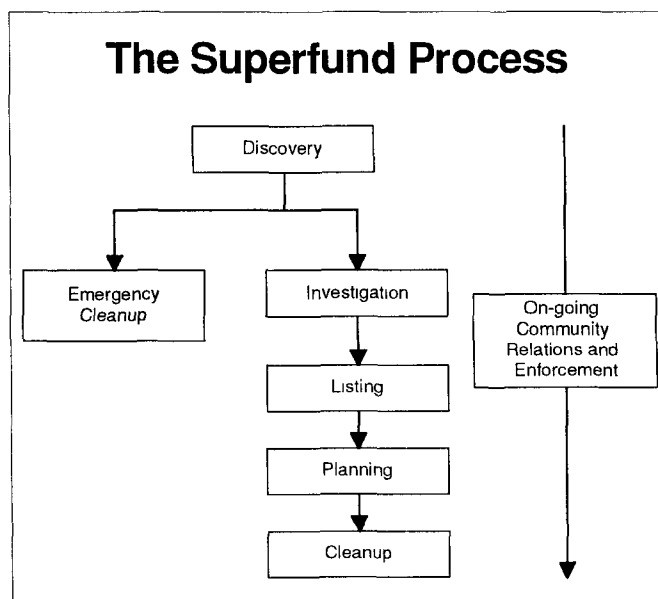 The Superfund Process
Discovery
Emergency
Cleanup
Investigation
Listing
Planning
Cleanup
On-going
Community
Relations and
Enforcement